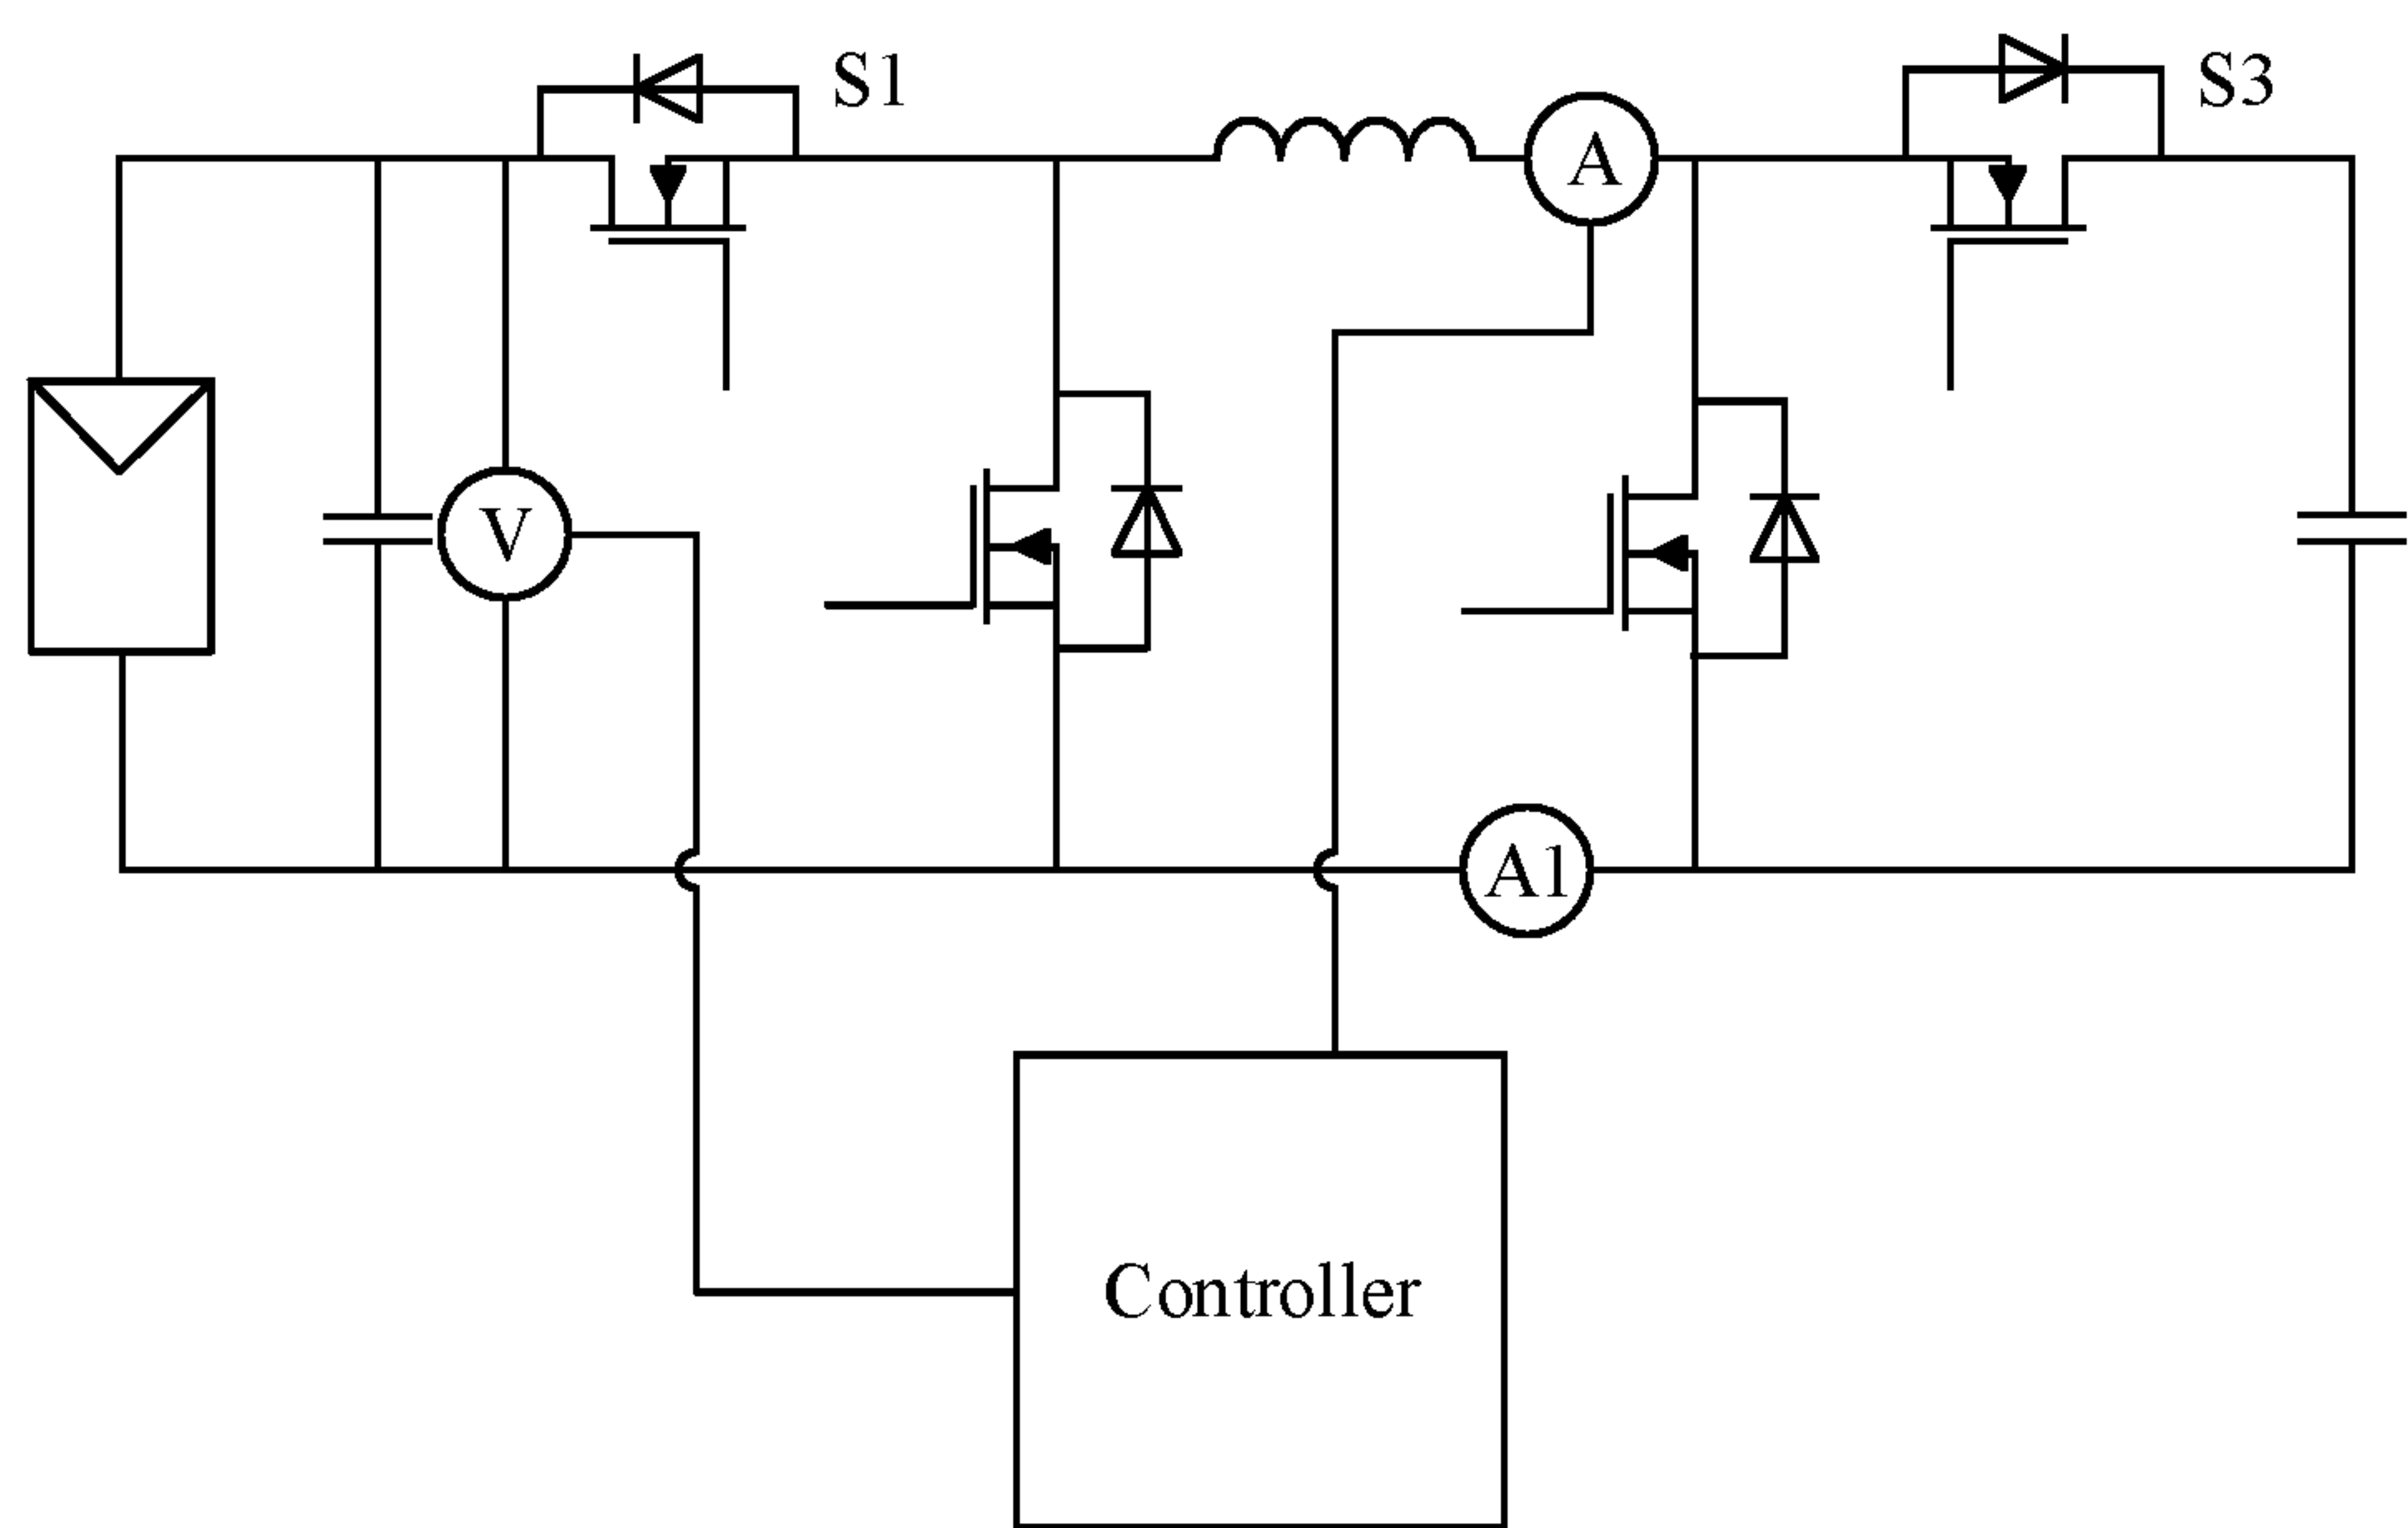 S1
S3
A
V
A1
Controller